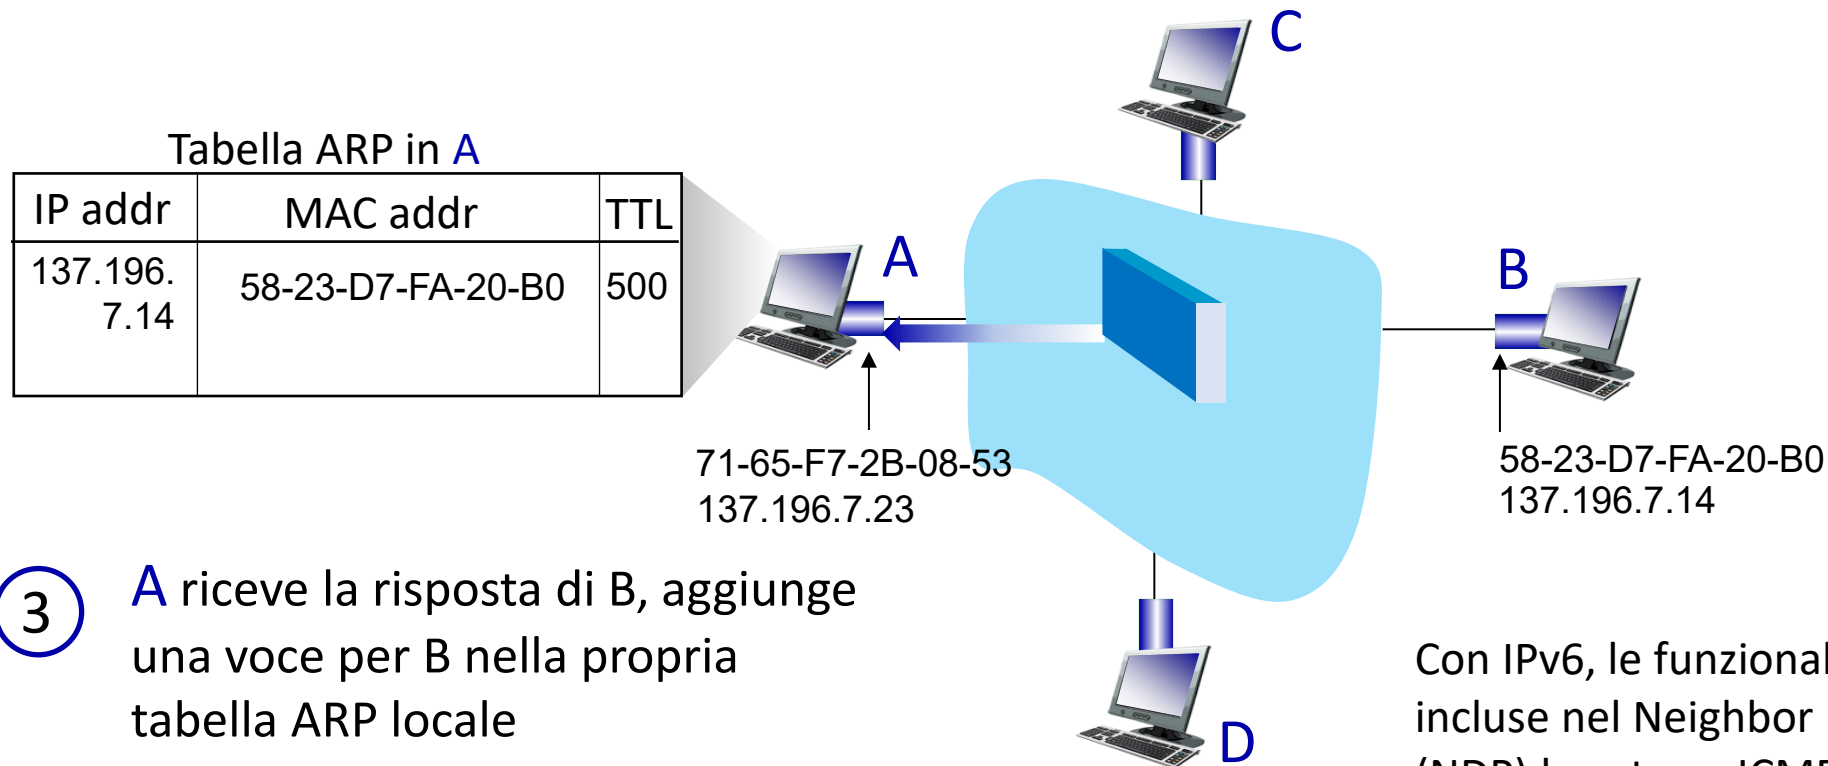 C
Tabella ARP in A
IP addr MAC addr TTL
137.196. 58-23-D7-FA-20-B0 500
7.14
A
B
71-65-F7-2B-08-53
137.196.7.23
58-23-D7-FA-20-B0
137.196.7.14
3
A riceve la risposta di B, aggiunge
una voce per B nella propria
tabella ARP locale
D
Con IPv6, le
incluse nel Neighbor